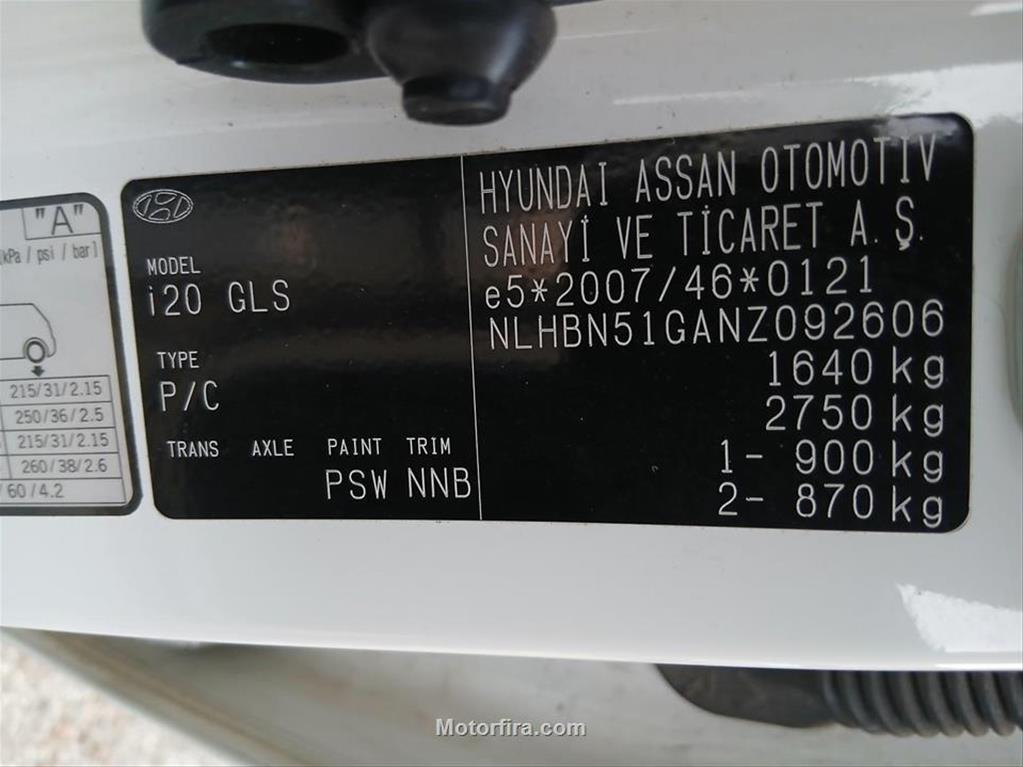 "A"
kPa / psi / bar]
215/31/2.15
250/36/2.5
215/31/2.15
260/38/2.6
/60/4.2
MODEL
i20 GLS
TYPE
P/C
TRANS AXLE PAINT TRIM
PSW NNB
HYUNDAI ASSAN OTOMOTİV
SANAYİ VE TİCARET A.Ş.
e5*2007/46*0121
NLHBN51GANZ092606
1640 kg
2750 kg
1- 900 kg
2- 870 kg
Motorfira.com